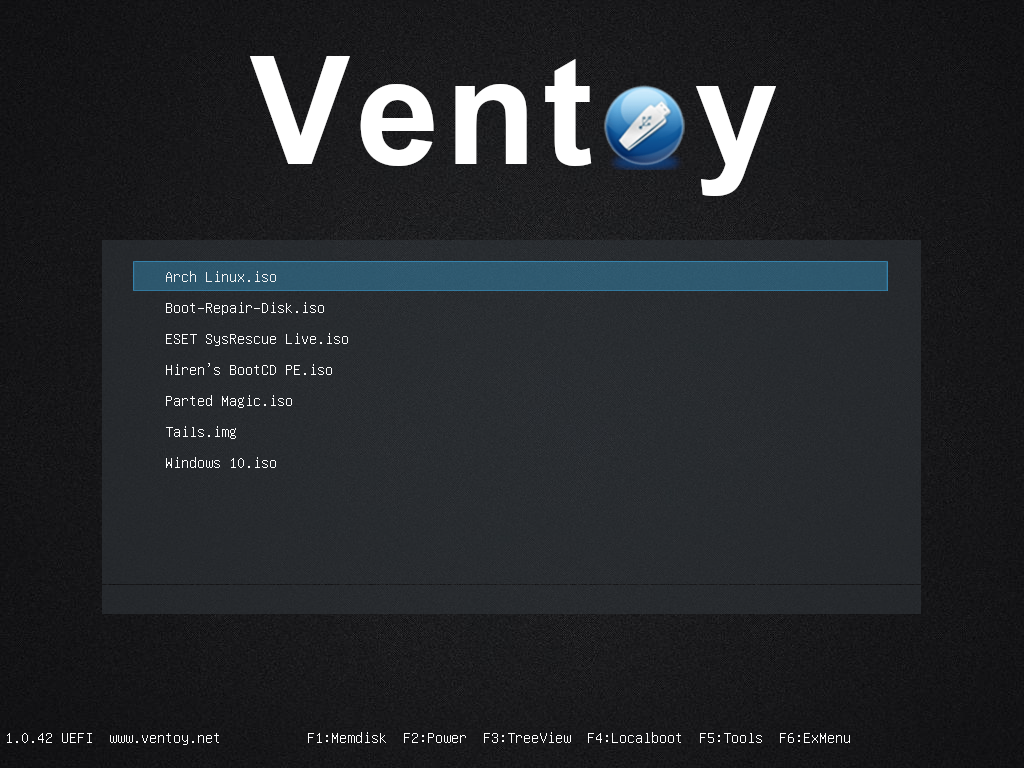 Ventoy
Arch Linux.iso
Boot-Repair-Disk.iso
ESET SysRescue Live.iso
Hiren's BootCD PE.iso
Parted Magic.iso
Tails.img
Windows 10.iso
1.0.42 UEFI www.ventoy.net F1:Memdisk F2:Power F3:TreeView F4:Localboot F5:Tools F6:ExMenu